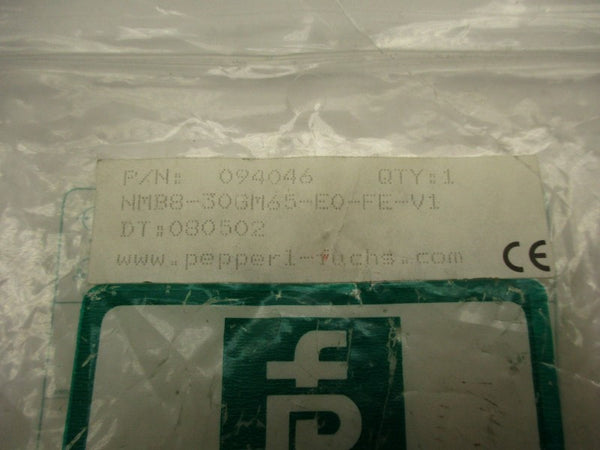 P/N: 094046 QTY:1
NMB8-30GM65-E0-FE-V1
DT:080502
www.pepperl-fuchs.com
CE